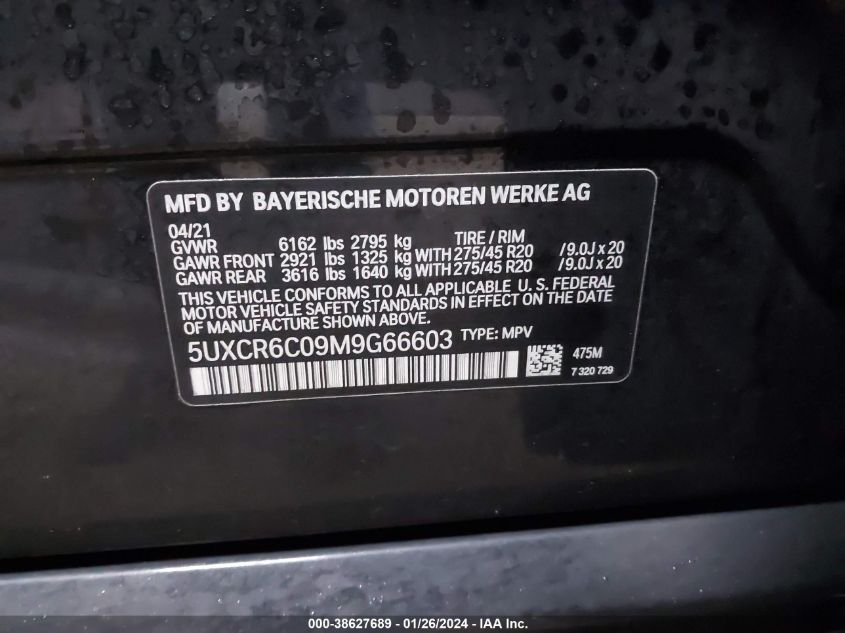 MFD BY BAYERISCHE MOTOREN WERKE AG
04/21 TIRE / RIM
GVWR 6162 lbs 2795 kg
GAWR FRONT 2921 lbs 1325 kg WITH 275/45 R20 /9.0J x 20
GAWR REAR 3616 lbs 1640 kg WITH 275/45 R20 /9.0J x 20
THIS VEHICLE CONFORMS TO ALL APPLICABLE U. S. FEDERAL
MOTOR VEHICLE SAFETY STANDARDS IN EFFECT ON THE DATE
OF MANUFACTURE SHOWN ABOVE.
5UXCR6C09M9G66603 TYPE: MPV
475M
7 320 729
000-38627689 - 01/26/2024 - IAA Inc.